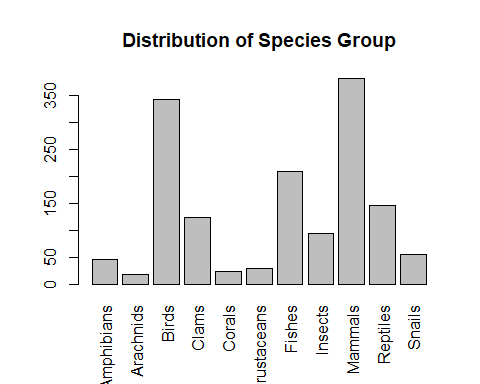 Distribution of Species Group
350
150
50
0
Amphibians
Arachnids
Birds
Clams
Corals
rustaceans
Fishes
Insects
Mammals
Reptiles
Snails